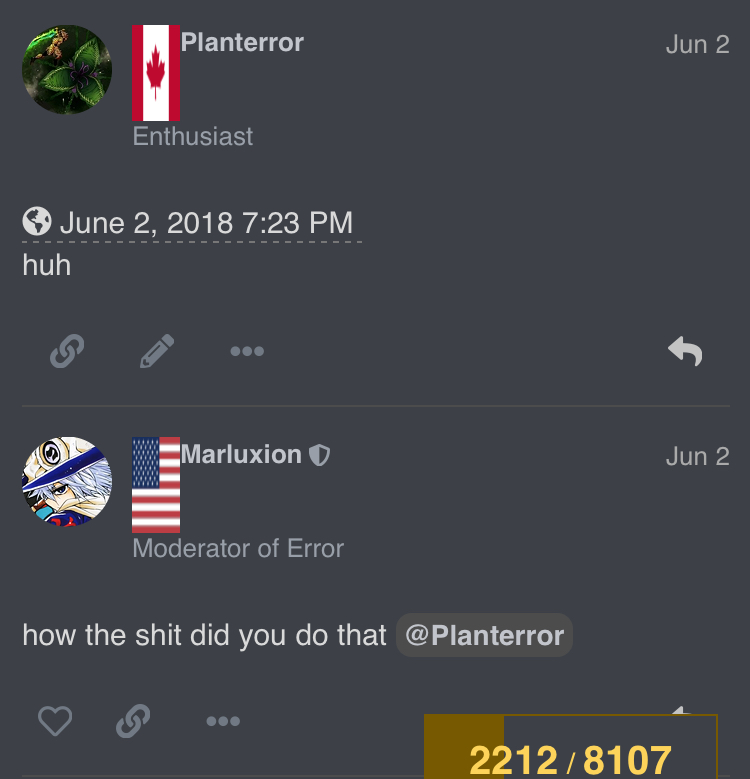 Planterror
Jun 2
Enthusiast
June 2, 2018 7:23 PM
huh
Marluxion
Jun 2
Moderator of Error
how the shit did you do that @Planterror
2212 / 8107